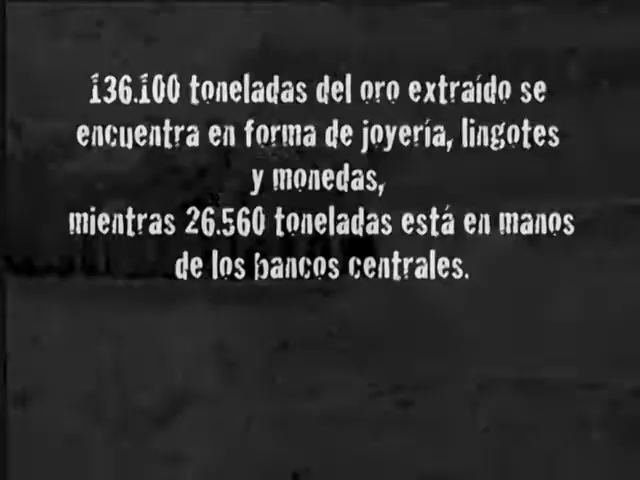 136.100 toneladas del oro extraído se
encuentra en forma de joyería, lingotes
y monedas,
mientras 26.560 toneladas está en manos
de los bancos centrales.